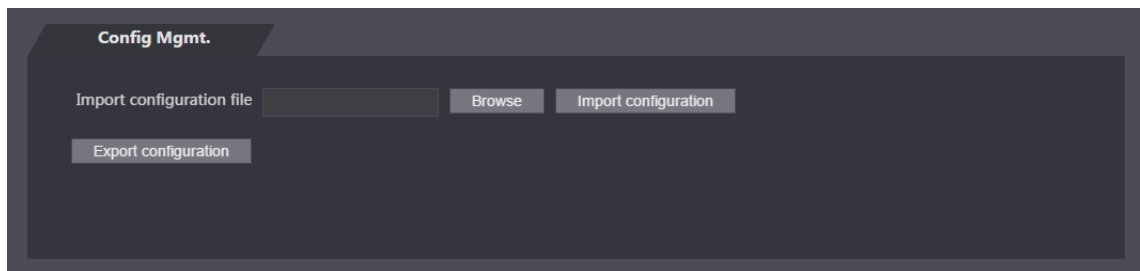 Config Mgmt.
Import configuration file Browse Import configuration
Export configuration